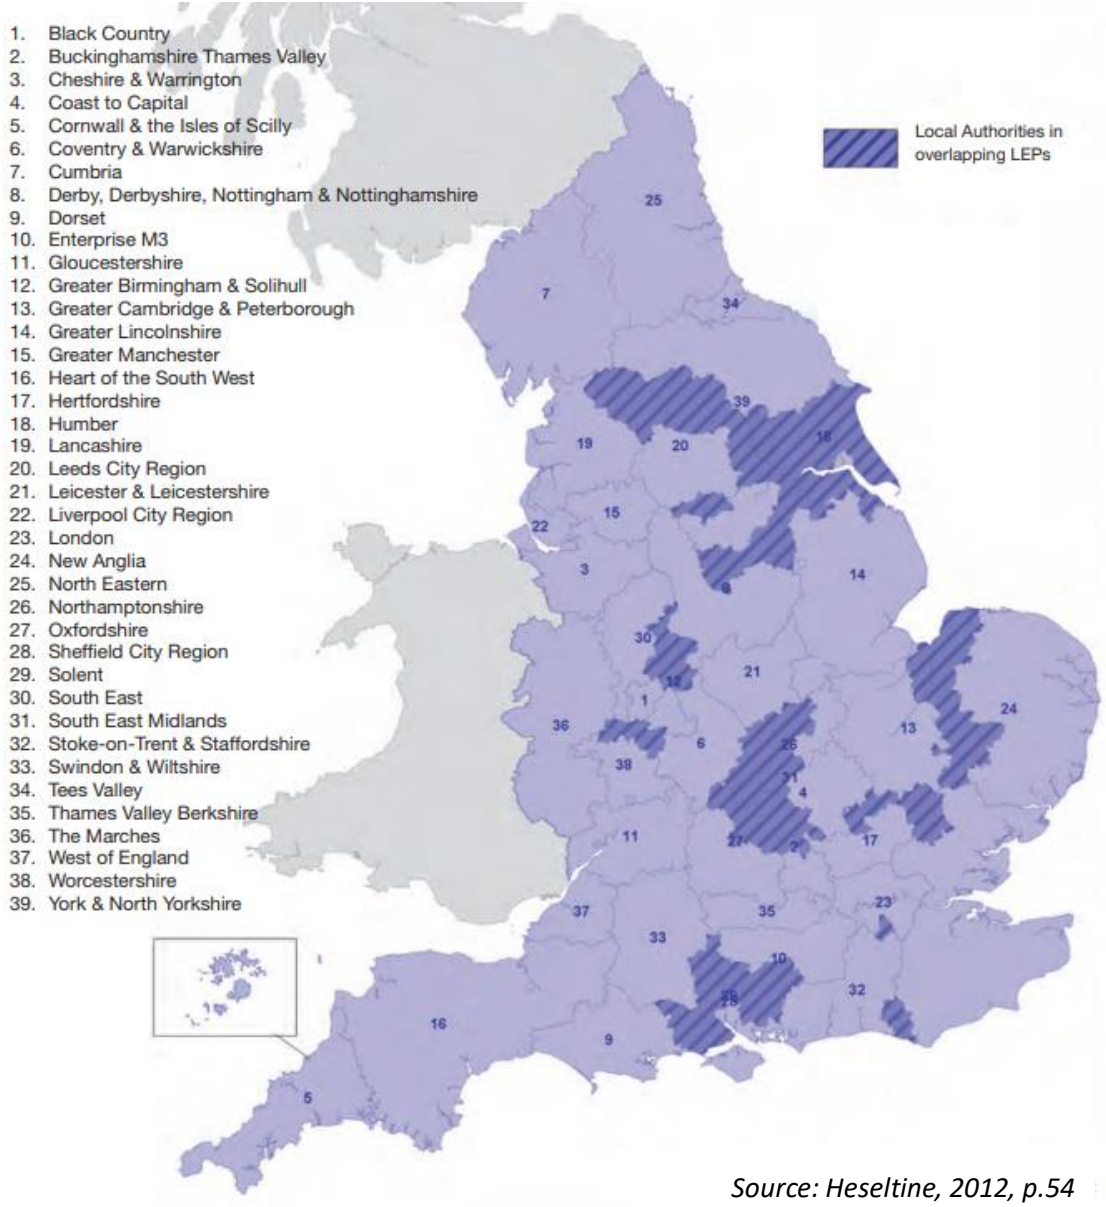 1. Black Country
2. Buckinghamshire Thames Valley
3. Cheshire & Warrington
4. Coast to Capital
5. Cornwall & the Isles of Scilly
6. Coventry & Warwickshire
7. Cumbria
8. Derby, Derbyshire, Nottingham & Nottinghamshire
9. Dorset
10. Enterprise M3
11. Gloucestershire
12. Greater Birmingham & Solihull
13. Greater Cambridge & Peterborough
14. Greater Lincolnshire
15. Greater Manchester
16. Heart of the South West
17. Hertfordshire
18. Humber
19. Lancashire
20. Leeds City Region
21. Leicester & Leicestershire
22. Liverpool City Region
23. London
24. New Anglia
25. North Eastern
26. Northamptonshire
27. Oxfordshire
28. Sheffield City Region
29. Solent
30. South East
31. South East Midlands
32. Stoke-on-Trent & Staffordshire
33. Swindon & Wiltshire
34. Tees Valley
35. Thames Valley Berkshire
36. The Marches
37. West of England
38. Worcestershire
39. York & North Yorkshire
Local Authorities in
overlapping LEPs
25
7
34
39
19
20
18
15
22
3
14
30
21
12
1
24
36
13
6
26
38
31
4
11
27
2
17
23
37
35
33
10
32
16
9
5
Source: Heseltine, 2012, p.54